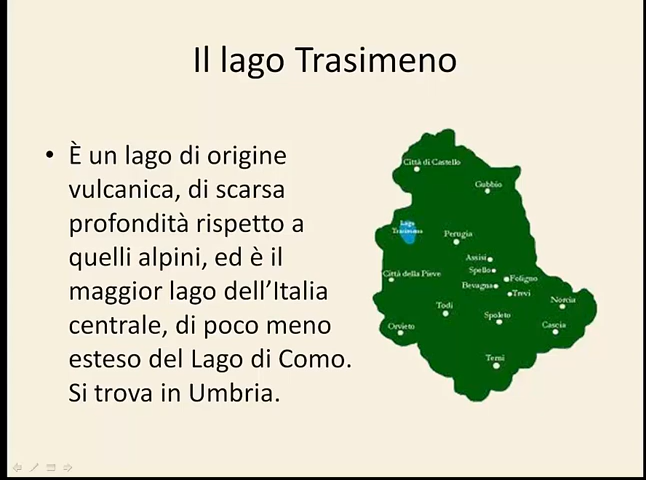 Il lago Trasimeno
• È un lago di origine
vulcanica, di scarsa
profondità rispetto a
quelli alpini, ed è il
maggior lago dell’Italia
centrale, di poco meno
esteso del Lago di Como.
Si trova in Umbria.
Città di Castello
Gubbio
Lago
Trasimeno
Perugia
Assisi
Spello
Città della Pieve
Foligno
Bevagna
Trevi
Norcia
Todi
Spoleto
Orvieto
Cascia
Terni